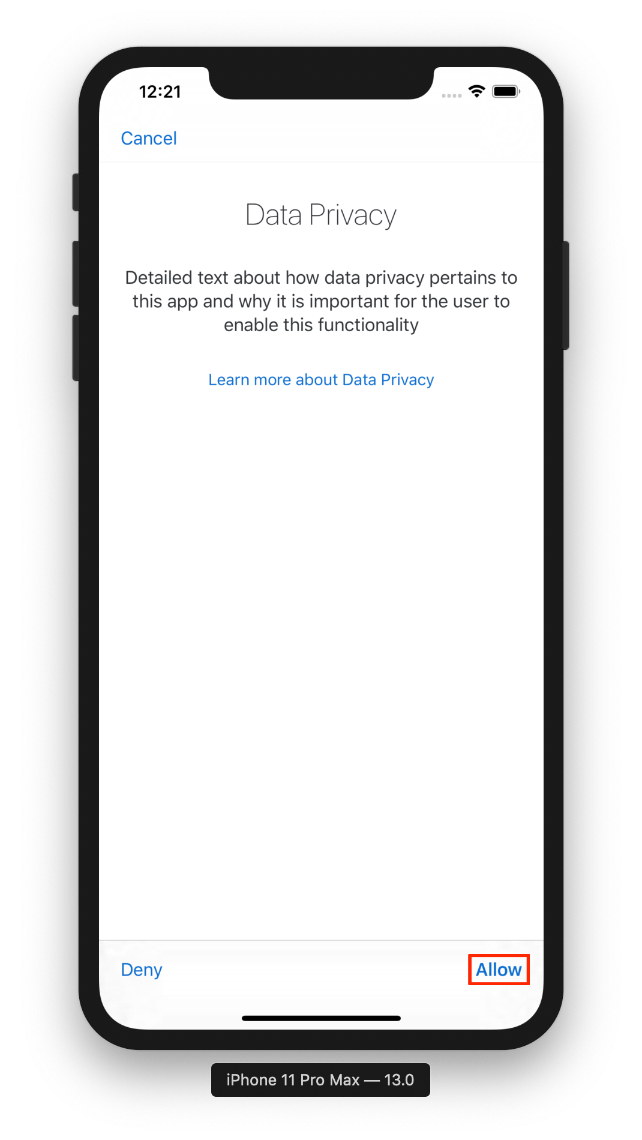 12:21
Cancel
Data Privacy
Detailed text about how data privacy pertains to
this app and why it is important for the user to
enable this functionality
Learn more about Data Privacy
Deny
Allow
iPhone 11 Pro Max — 13.0